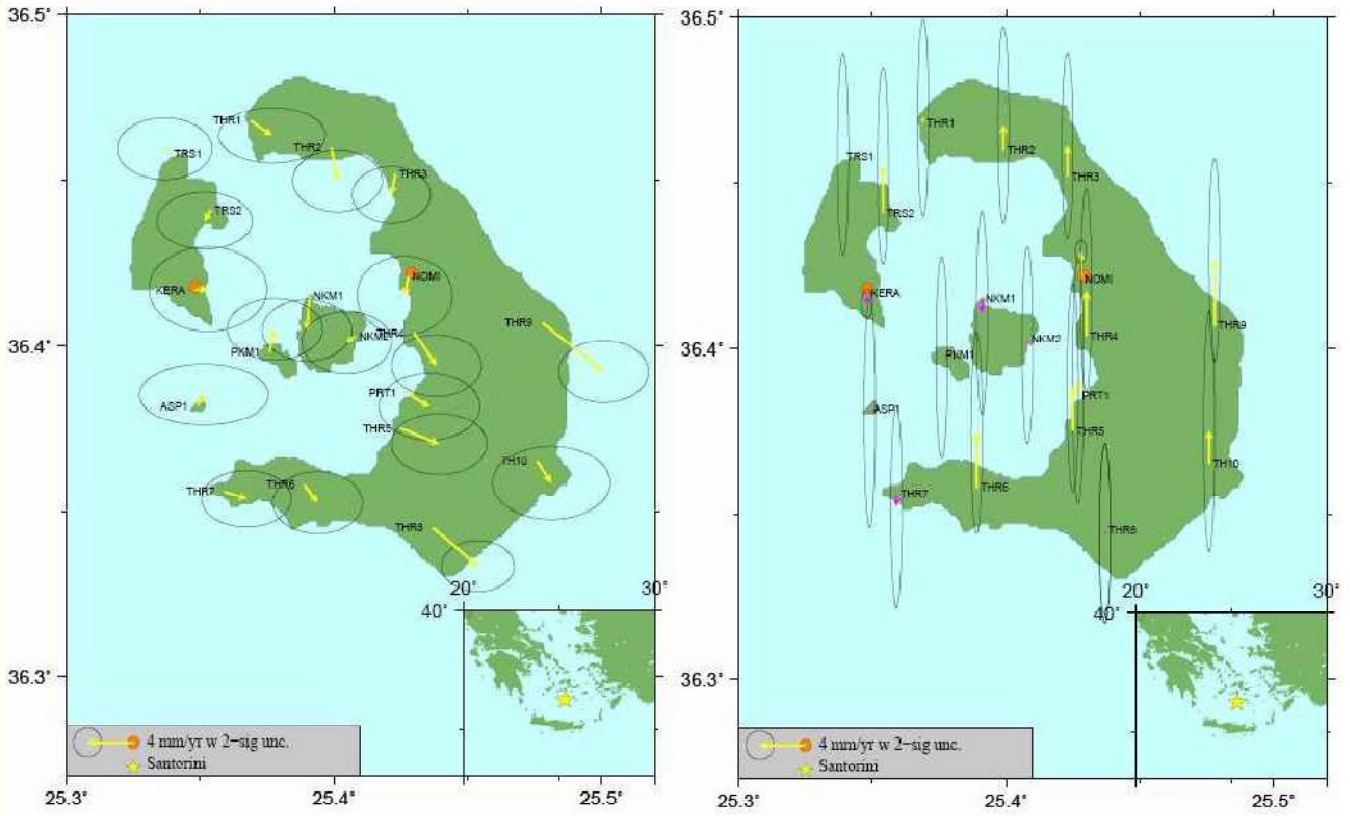 36.5°
THR1
THR2
TRS1
THR3
TRS2
NOMI
KERA
NKM1
THR9
THR4
NKM2
PKM1
PRT1
ASP1
THR5
TH10
THR6
THR7
THR8
36.4°
36.3°
20°
30°
40°
4 mm/yr w 2-sig unc.
Santorini
25.3°
25.4°
25.5°
36.5°
THR1
THR2
TRS1
THR3
TRS2
NOMI
KERA
NKM1
THR9
THR4
NKM2
PKM1
PRT1
ASP1
THR5
TH10
THR6
THR7
THR8
36.4°
36.3°
20°
30°
40°
4 mm/yr w 2-sig unc.
Santorini
25.3°
25.4°
25.5°